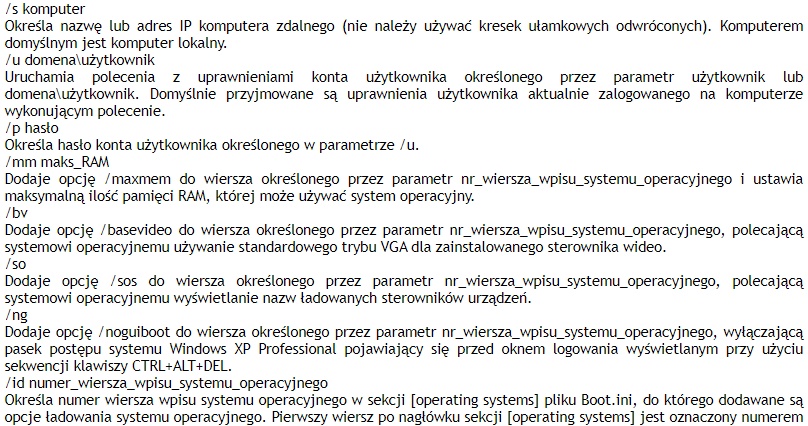 /s komputer
Określa nazwę lub adres IP komputera zdalnego (nie należy używać kresek ułamkowych odwróconych). Komputerem
domyślnym jest komputer lokalny.
/u domena\użytkownik
Uruchamia polecenia z uprawnieniami konta użytkownika określonego przez parametr użytkownik lub
domena\użytkownik. Domyślnie przyjmowane są uprawnienia użytkownika aktualnie zalogowanego na komputerze
wykonującym polecenie.
/p hasło
Określa hasło konta użytkownika określonego w parametrze /u.
/mm maks_RAM
Dodaje opcję /maxmem do wiersza określonego przez parametr nr_wiersza_wpisu_systemu_operacyjnego i ustawia
maksymalną ilość pamięci RAM, której może używać system operacyjny.
/bv
Dodaje opcję /basevideo do wiersza określonego przez parametr nr_wiersza_wpisu_systemu_operacyjnego, polecającą
systemowi operacyjnemu używanie standardowego trybu VGA dla zainstalowanego sterownika wideo.
/so
Dodaje opcję /sos do wiersza określonego przez parametr nr_wiersza_wpisu_systemu_operacyjnego, polecającą
systemowi operacyjnemu wyświetlanie nazw ładowanych sterowników urządzeń.
/ng
Dodaje opcję /noguiboot do wiersza określonego przez parametr nr_wiersza_wpisu_systemu_operacyjnego, wyłączającą
pasek postępu systemu Windows XP Professional pojawiający się przed oknem logowania wyświetlanym przy użyciu
sekwencji klawiszy CTRL+ALT+DEL.
/id numer_wiersza_wpisu_systemu_operacyjnego
Określa numer wiersza wpisu systemu operacyjnego w sekcji [operating systems] pliku Boot.ini, do którego dodawane są
opcje ładowania systemu operacyjnego. Pierwszy wiersz po nagłówku sekcji [operating systems] jest oznaczony numerem